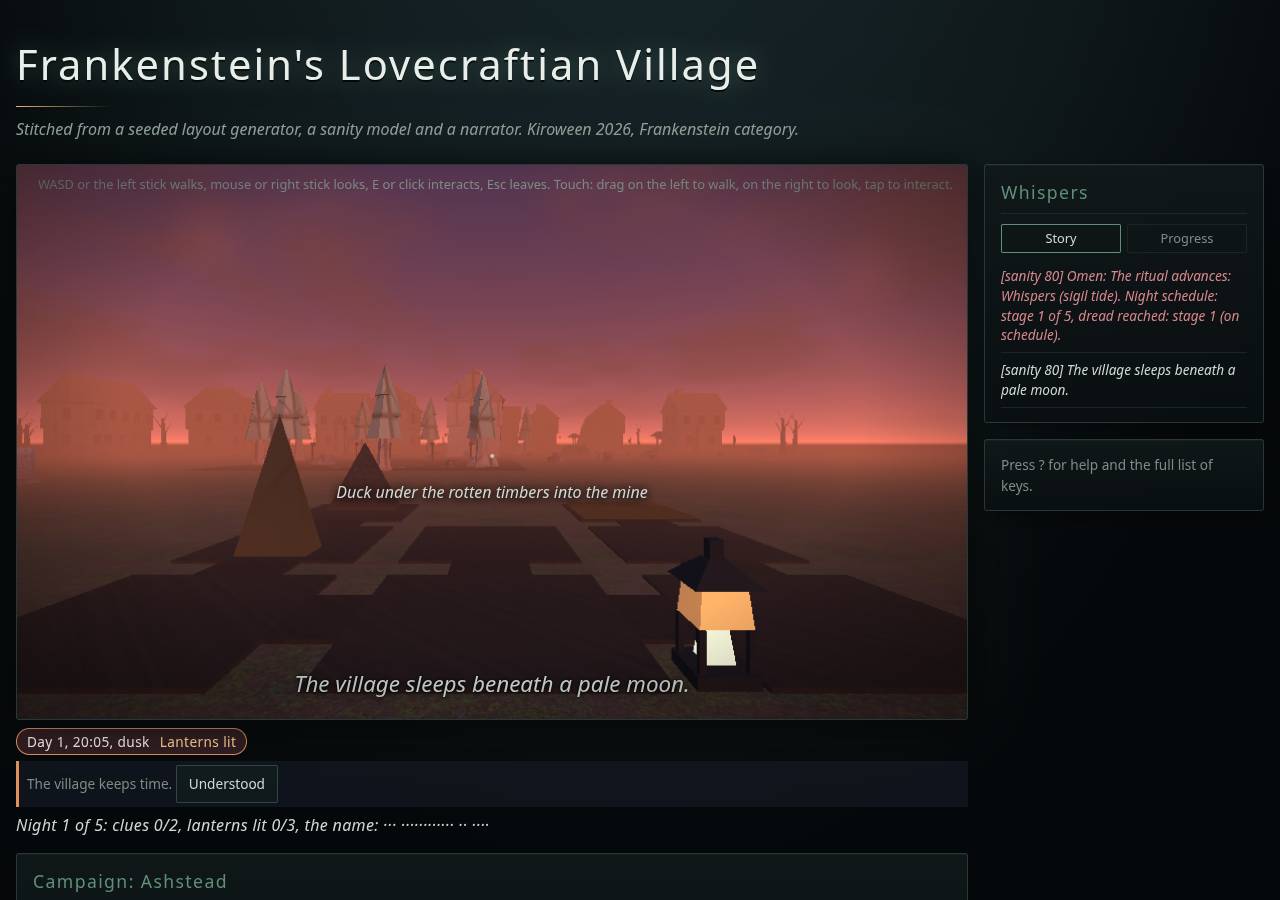 Frankenstein's Lovecraftian Village
Stitched from a seeded layout generator, a sanity model and a narrator. Kiroween 2026, Frankenstein category.
WASD or the left stick walks, mouse or right stick looks, E or click interacts, Esc leaves. Touch: drag on the left to walk, on the right to look, tap to interact.
Duck under the rotten timbers into the mine
The village sleeps beneath a pale moon.
Day 1, 20:05, dusk Lanterns lit
The village keeps time. Understood
Night 1 of 5: clues 0/2, lanterns lit 0/3, the name: ··· ············ ·· ····
Campaign: Ashstead
Whispers
Story Progress
[sanity 80] Omen: The ritual advances:
Whispers (sigil tide). Night schedule:
stage 1 of 5, dread reached: stage 1 (on
schedule).
[sanity 80] The village sleeps beneath a
pale moon.
Press ? for help and the full list of
keys.